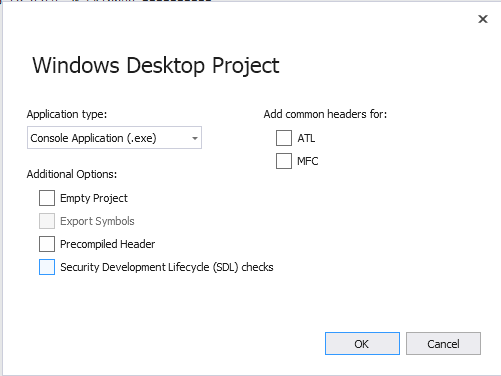 Windows Desktop Project
Application type:
Console Application (.exe)
Additional Options:
Empty Project
Export Symbols
Precompiled Header
Security Development Lifecycle (SDL) checks
Add common headers for:
ATL
MFC
OK
Cancel